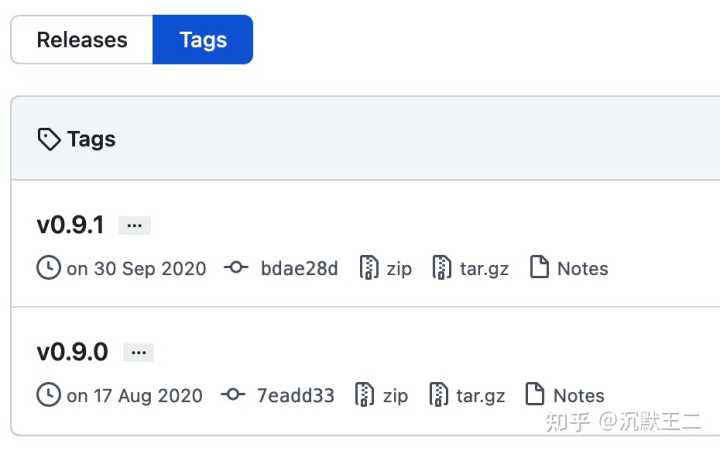 Releases Tags
Tags
v0.9.1 ...
on 30 Sep 2020 bdae28d zip tar.gz Notes
v0.9.0 ...
on 17 Aug 2020 7eadd33 zip tar.gz Notes
知乎 @沉默王二